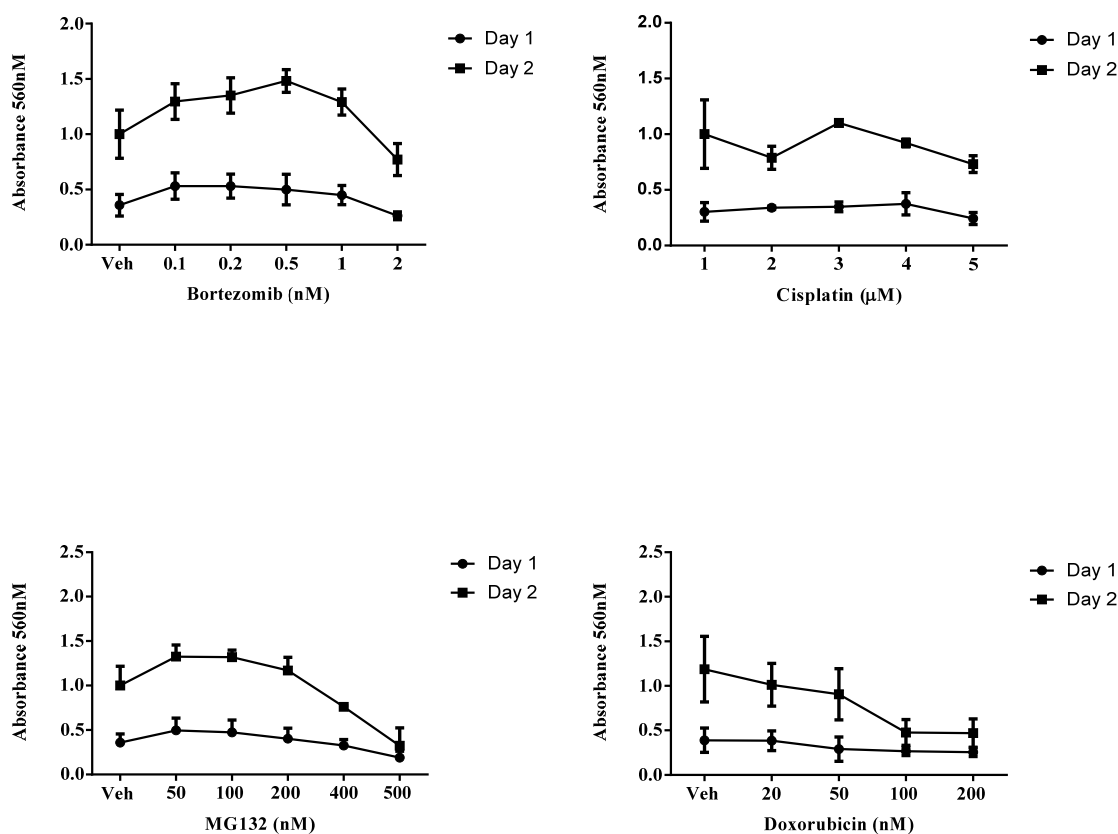 2.0
1.5
1.0
0.5
0.0
Absorbance 560nM
Veh 0.1 0.2 0.5 1 2
Bortezomib (nM)
Day 1
Day 2
2.0
1.5
1.0
0.5
0.0
Absorbance 560nM
1 2 3 4 5
Cisplatin (μM)
Day 1
Day 2
2.5
2.0
1.5
1.0
0.5
0.0
Absorbance 560nM
Veh 50 100 200 400 500
MG132 (nM)
Day 1
Day 2
2.5
2.0
1.5
1.0
0.5
0.0
Absorbance 560nM
Veh 20 50 100 200
Doxorubicin (nM)
Day 1
Day 2